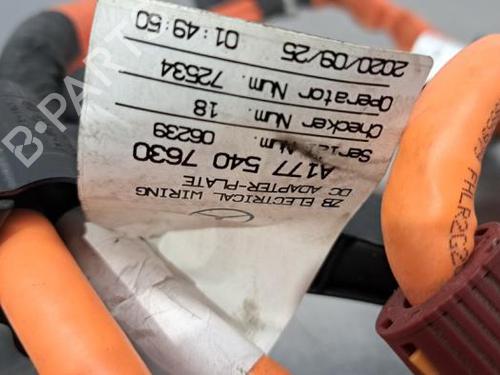 ZB ELECTRICAL WIRING
DC ADAPTER-PLATE
A177 540 7630
Serial Num. 06239
Checker Num. 18
Operator Num. 72534
2020/09/25 01:49:50
FHLR2G2
B-PARTS